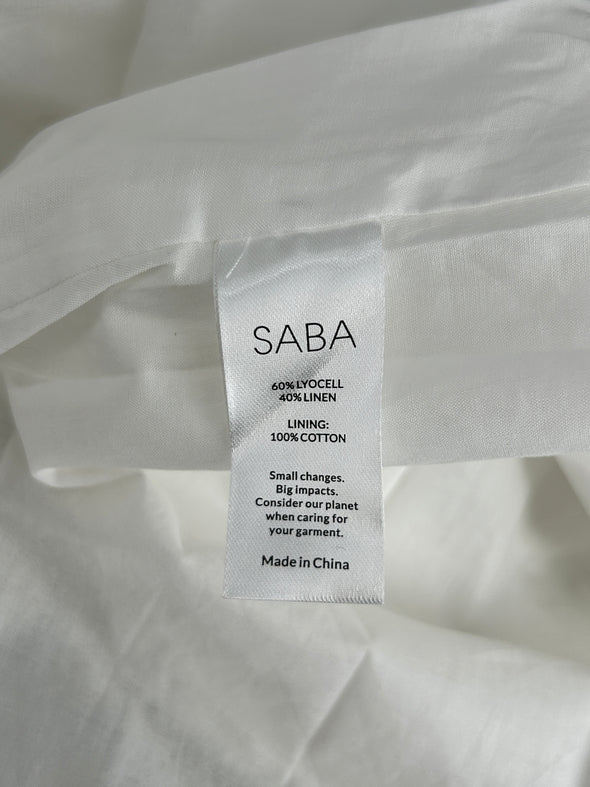 SABA
60% LYOCELL
40% LINEN
LINING:
100% COTTON
Small changes.
Big impacts.
Consider our planet
when caring for
your garment.
Made in China